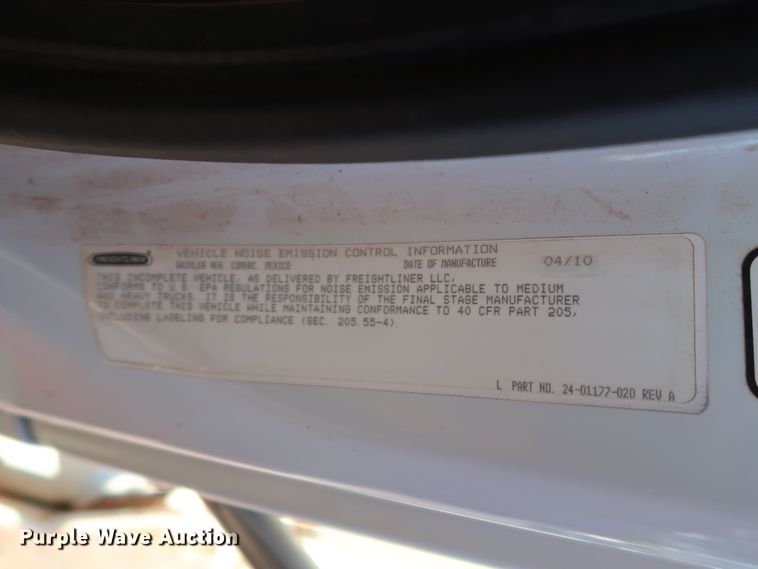 FREIGHTLINER
VEHICLE NOISE EMISSION CONTROL INFORMATION
DAIMLER VEH. COMERC. MEXICO DATE OF MANUFACTURE 04/10
THIS INCOMPLETE VEHICLE, AS DELIVERED BY FREIGHTLINER LLC,
CONFORMS TO U.S. EPA REGULATIONS FOR NOISE EMISSION APPLICABLE TO MEDIUM
AND HEAVY TRUCKS. IT IS THE RESPONSIBILITY OF THE FINAL STAGE MANUFACTURER
TO COMPLETE THIS VEHICLE WHILE MAINTAINING CONFORMANCE TO 40 CFR PART 205,
INCLUDING LABELING FOR COMPLIANCE (SEC. 205.55-4).
L PART NO. 24-01177-020 REV A
Purple Wave Auction